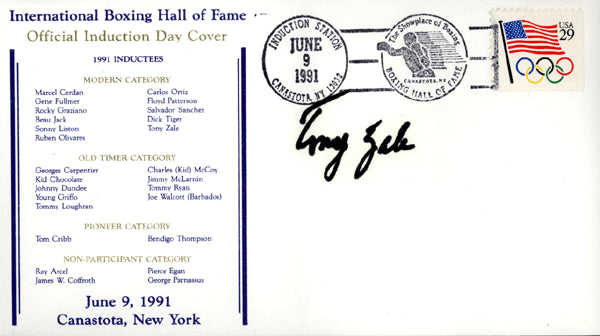 International Boxing Hall of Fame
Official Induction Day Cover
1991 INDUCTEES
MODERN CATEGORY
Marcel Cerdan
Gene Fullmer
Rocky Graziano
Beau Jack
Sonny Liston
Ruben Olivares
Carlos Ortiz
Floyd Patterson
Salvador Sanchez
Dick Tiger
Tony Zale
OLD TIMER CATEGORY
Georges Carpentier
Kid Chocolate
Johnny Dundee
Young Griffo
Tommy Loughran
Charles (Kid) McCoy
Jimmy McLarnin
Tommy Ryan
Joe Walcott (Barbados)
PIONEER CATEGORY
Tom Cribb
Bendigo Thompson
NON-PARTICIPANT CATEGORY
Ray Arcel
James W. Coffroth
Pierce Egan
George Parnassus
June 9, 1991
Canastota, New York
INDUCTION STATION
JUNE
9
1991
CANASTOTA, NY 13032
The Showplace of Boxing
CANASTOTA, NY
BOXING HALL OF FAME
USA
29
Tony Zale